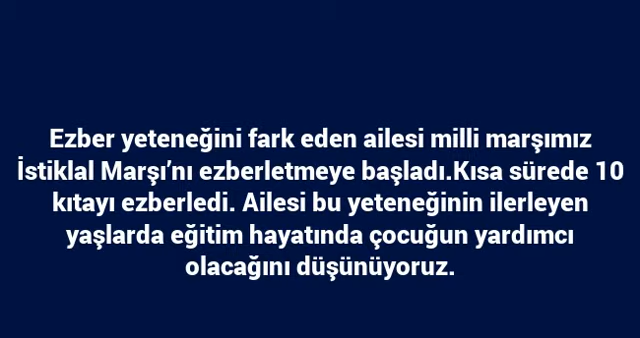 Ezber yeteneğini fark eden ailesi milli marşımız
İstiklal Marşı’nı ezberletmeye başladı.Kısa sürede 10
kıtayı ezberledi. Ailesi bu yeteneğinin ilerleyen
yaşlarda eğitim hayatında çocuğun yardımcı
olacağını düşünüyoruz.